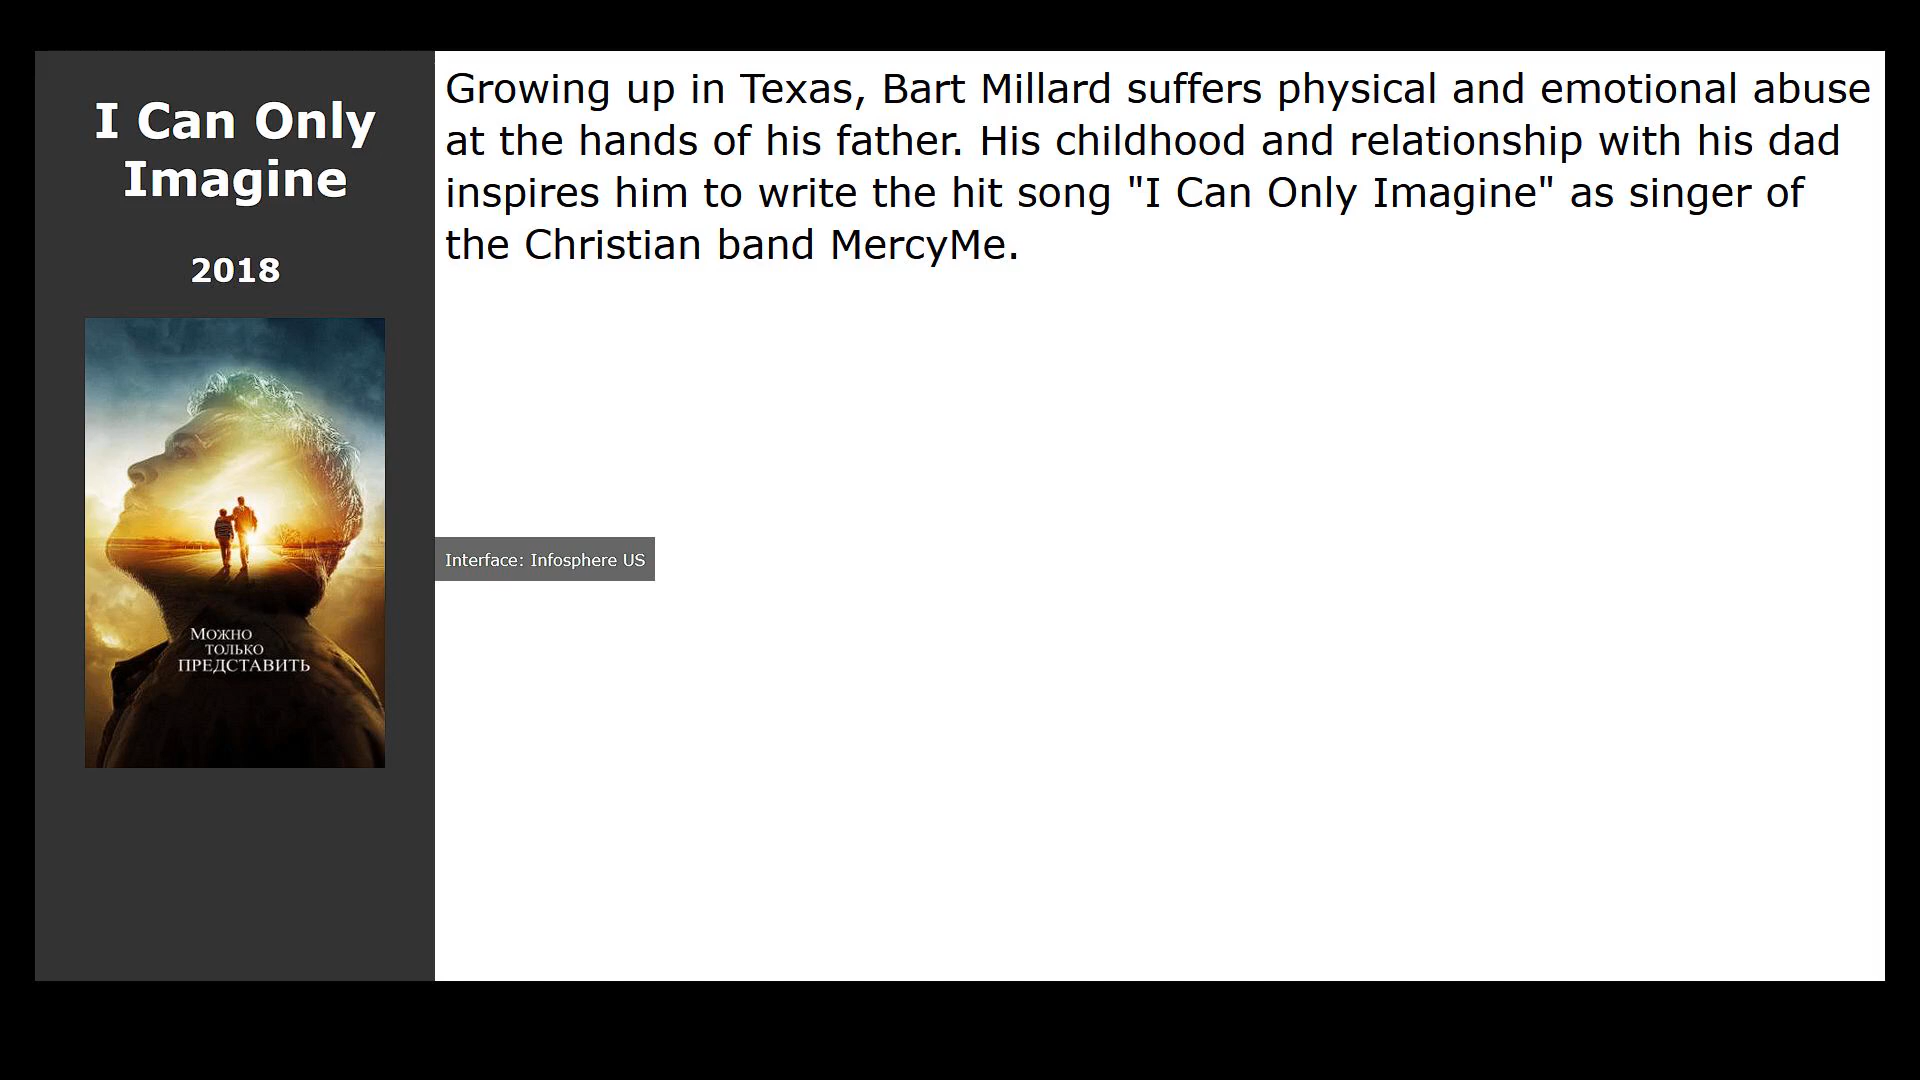 I Can Only
Imagine
2018
МОЖНО
ТОЛЬКО
ПРЕДСТАВИТЬ
Growing up in Texas, Bart Millard suffers physical and emotional abuse
at the hands of his father. His childhood and relationship with his dad
inspires him to write the hit song "I Can Only Imagine" as singer of
the Christian band MercyMe.
Interface: Infosphere US